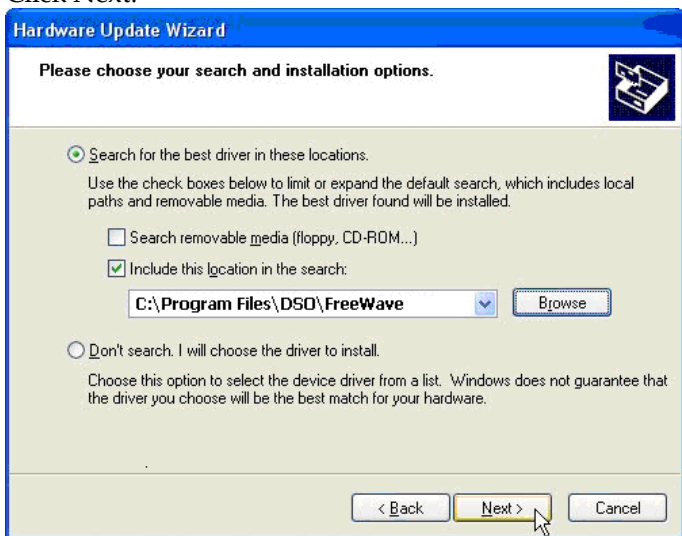 Click Next.
Hardware Update Wizard
Please choose your search and installation options.
Search for the best driver in these locations.
Use the check boxes below to limit or expand the default search, which includes local
paths and removable media. The best driver found will be installed.
Search removable media (floppy, CD-ROM...)
Include this location in the search:
C:\Program Files\DSO\FreeWave
Browse
Don't search. I will choose the driver to install.
Choose this option to select the device driver from a list. Windows does not guarantee that
the driver you choose will be the best match for your hardware.
< Back Next > Cancel